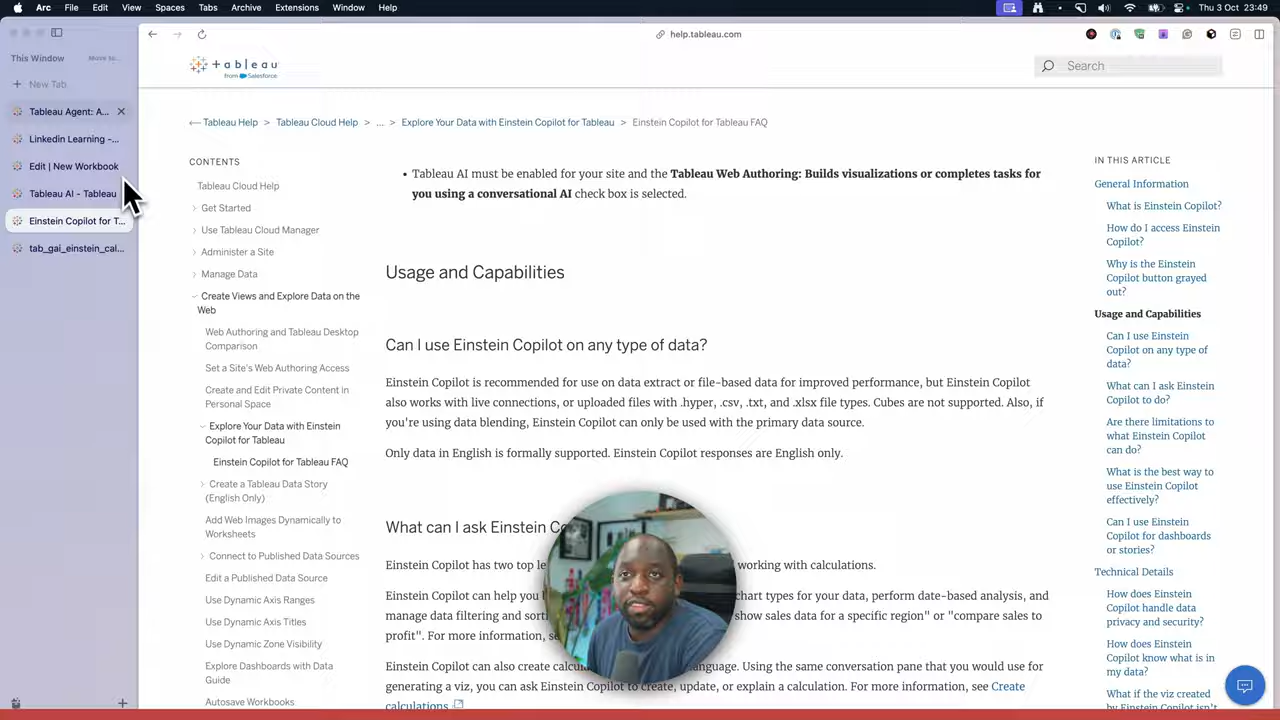 Arc File Edit View Spaces Tabs Archive Extensions Window Help
Thu 3 Oct 23:49
This Window
More to...
New Tab
Tableau Agent: A...
LinkedIn Learning –...
Edit | New Workbook
Tableau AI - Tableau
Einstein Copilot for T...
tab_gai_einstein_cal...
help.tableau.com
+ableau
from Salesforce
Search
Tableau Help > Tableau Cloud Help > ... > Explore Your Data with Einstein Copilot for Tableau > Einstein Copilot for Tableau FAQ
CONTENTS
Tableau Cloud Help
Get Started
Use Tableau Cloud Manager
Administer a Site
Manage Data
Create Views and Explore Data on the
Web
Web Authoring and Tableau Desktop
Comparison
Set a Site's Web Authoring Access
Create and Edit Private Content in
Personal Space
Explore Your Data with Einstein
Copilot for Tableau
Einstein Copilot for Tableau FAQ
Create a Tableau Data Story
(English Only)
Add Web Images Dynamically to
Worksheets
Connect to Published Data Sources
Edit a Published Data Source
Use Dynamic Axis Ranges
Use Dynamic Axis Titles
Use Dynamic Zone Visibility
Explore Dashboards with Data
Guide
Autosave Workbooks
• Tableau AI must be enabled for your site and the Tableau Web Authoring: Builds visualizations or completes tasks for
you using a conversational AI check box is selected.
Usage and Capabilities
Can I use Einstein Copilot on any type of data?
Einstein Copilot is recommended for use on data extract or file-based data for improved performance, but Einstein Copilot
also works with live connections, or uploaded files with .hyper, .csv, .txt, and .xlsx file types. Cubes are not supported. Also, if
you're using data blending, Einstein Copilot can only be used with the primary data source.
Only data in English is formally supported. Einstein Copilot responses are English only.
What can I ask Einstein Co
Einstein Copilot has two top le working with calculations.
Einstein Copilot can help you chart types for your data, perform date-based analysis, and
manage data filtering and sorti show sales data for a specific region" or "compare sales to
profit". For more information, se
Einstein Copilot can also create calcu anguage. Using the same conversation pane that you would use for
generating a viz, you can ask Einstein Copilot to create, update, or explain a calculation. For more information, see Create
calculations
IN THIS ARTICLE
General Information
What is Einstein Copilot?
How do I access Einstein
Copilot?
Why is the Einstein
Copilot button grayed
out?
Usage and Capabilities
Can I use Einstein
Copilot on any type of
data?
What can I ask Einstein
Copilot to do?
Are there limitations to
what Einstein Copilot
can do?
What is the best way to
use Einstein Copilot
effectively?
Can I use Einstein
Copilot for dashboards
or stories?
Technical Details
How does Einstein
Copilot handle data
privacy and security?
How does Einstein
Copilot know what is in
my data?
What if the viz created
by Einstein Copilot isn't